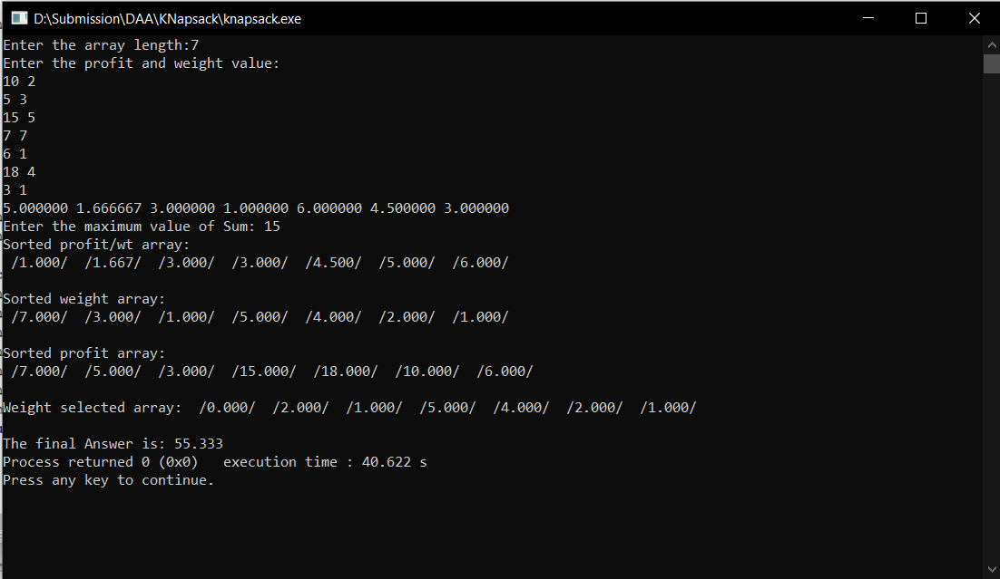 D:\Submission\DAA\KNapsack\knapsack.exe
Enter the array length:7
Enter the profit and weight value:
10 2
5 3
15 5
7 7
6 1
18 4
3 1
5.000000 1.666667 3.000000 1.000000 6.000000 4.500000 3.000000
Enter the maximum value of Sum: 15
Sorted profit/wt array:
/1.000/  /1.667/  /3.000/  /3.000/  /4.500/  /5.000/  /6.000/
Sorted weight array:
/7.000/  /3.000/  /1.000/  /5.000/  /4.000/  /2.000/  /1.000/
Sorted profit array:
/7.000/  /5.000/  /3.000/  /15.000/  /18.000/  /10.000/  /6.000/
Weight selected array:  /0.000/  /2.000/  /1.000/  /5.000/  /4.000/  /2.000/  /1.000/
The final Answer is: 55.333
Process returned 0 (0x0)   execution time : 40.622 s
Press any key to continue.